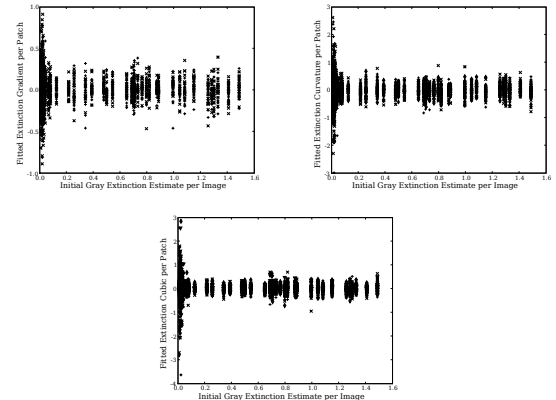 Fitted Extinction Gradient per Patch
1.0
0.5
0.0
-0.5
-1.0
0.0 0.2 0.4 0.6 0.8 1.0 1.2 1.4 1.6
Initial Gray Extinction Estimate per Image
Fitted Extinction Curvature per Patch
3
2
1
0
-1
-2
-3
0.0 0.2 0.4 0.6 0.8 1.0 1.2 1.4 1.6
Initial Gray Extinction Estimate per Image
Fitted Extinction Cubic per Patch
3
2
1
0
-1
-2
-3
-4
0.0 0.2 0.4 0.6 0.8 1.0 1.2 1.4 1.6
Initial Gray Extinction Estimate per Image